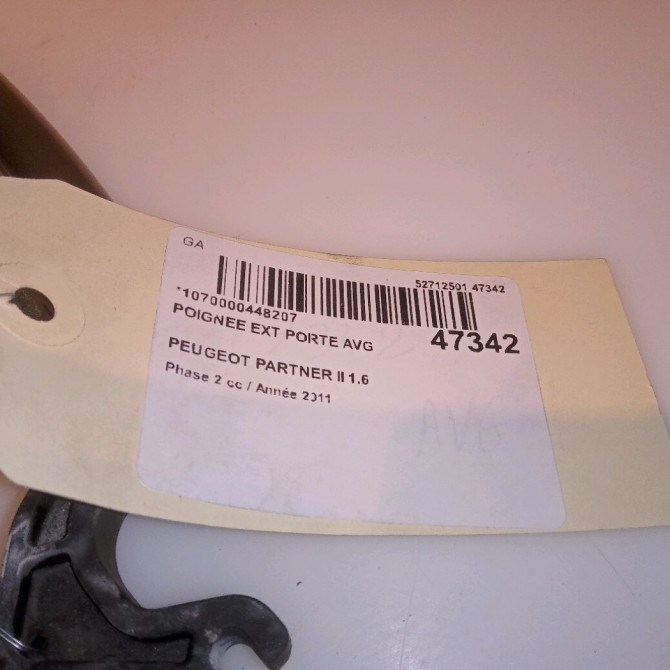 GA
52712501 47342
*1070000448207
POIGNEE EXT PORTE AVG
47342
PEUGEOT PARTNER II 1.6
Phase 2 cc / Année 2011